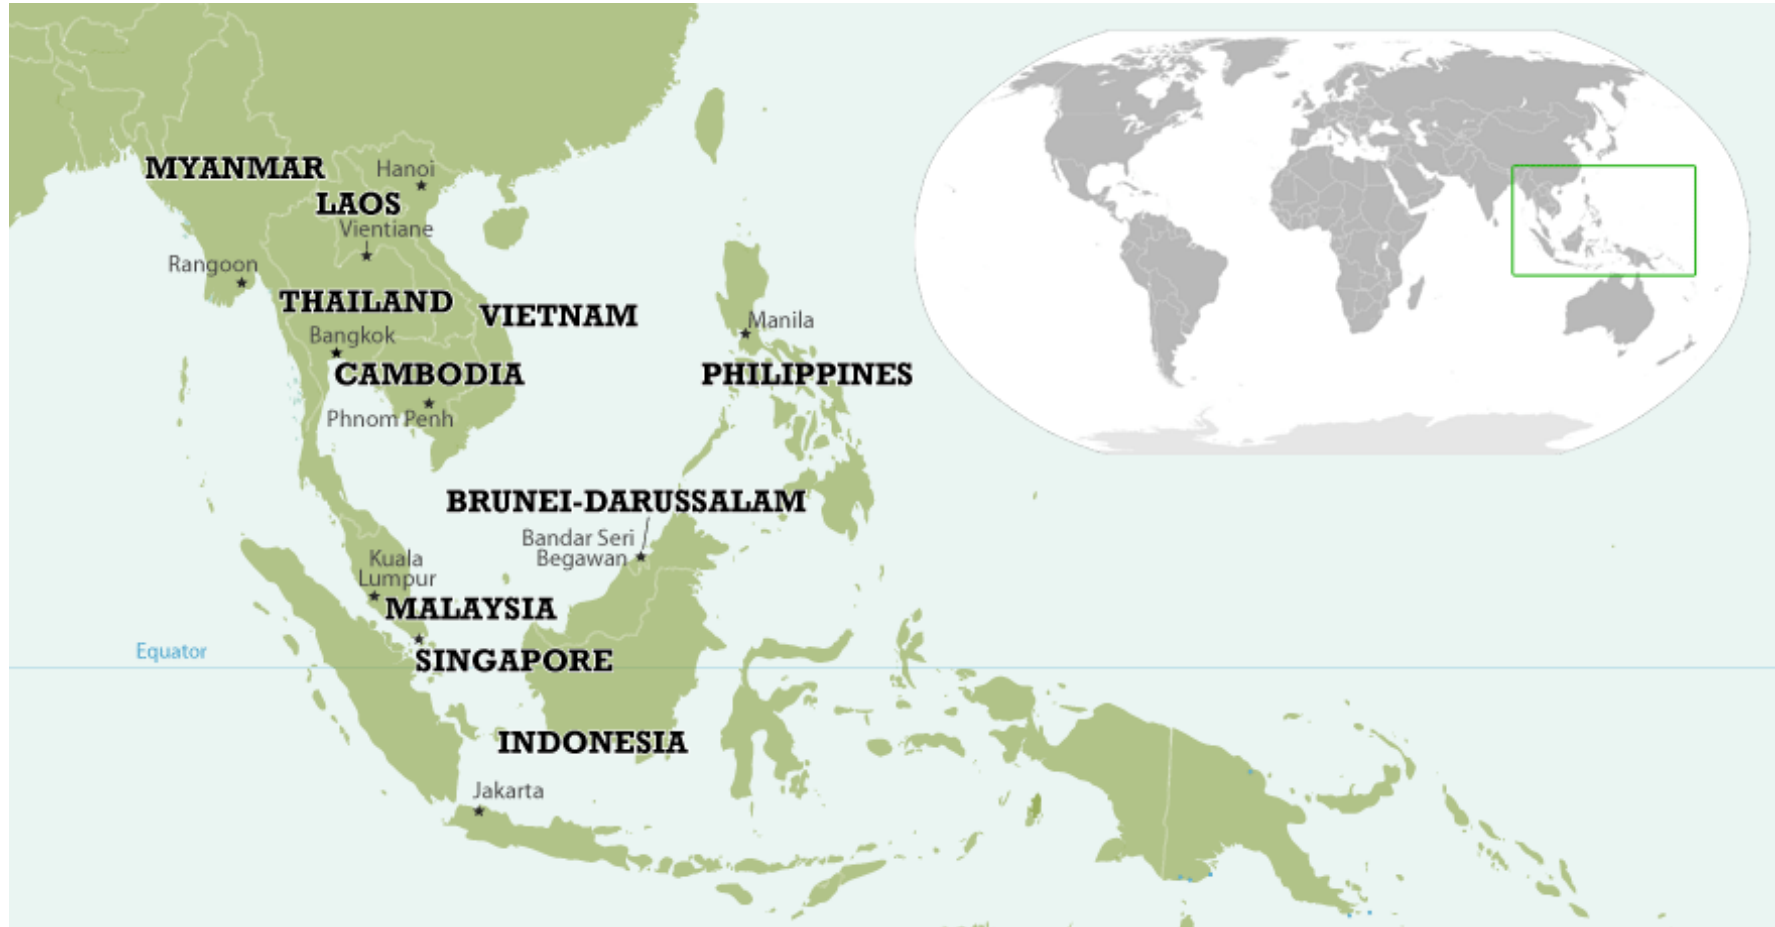 MYANMAR
Hanoi
LAOS
Vientiane
Rangoon
THAILAND
VIETNAM
Bangkok
Manila
CAMBODIA
PHILIPPINES
Phnom Penh
BRUNEI-DARUSSALAM
Bandar Seri
Begawan
Kuala
Lumpur
MALAYSIA
Equator
SINGAPORE
INDONESIA
Jakarta